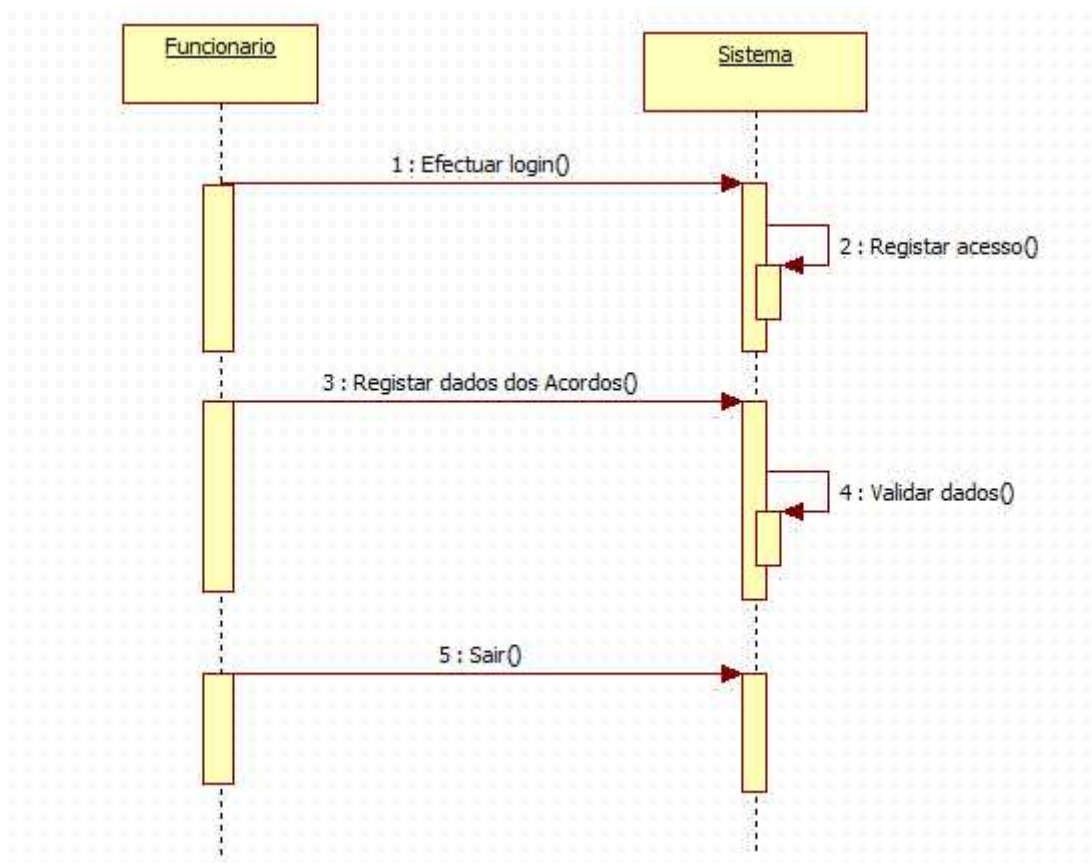 Funcionario
Sistema
1 : Efectuar login()
2 : Registar acesso()
3 : Registar dados dos Acordos()
4 : Validar dados()
5 : Sair()